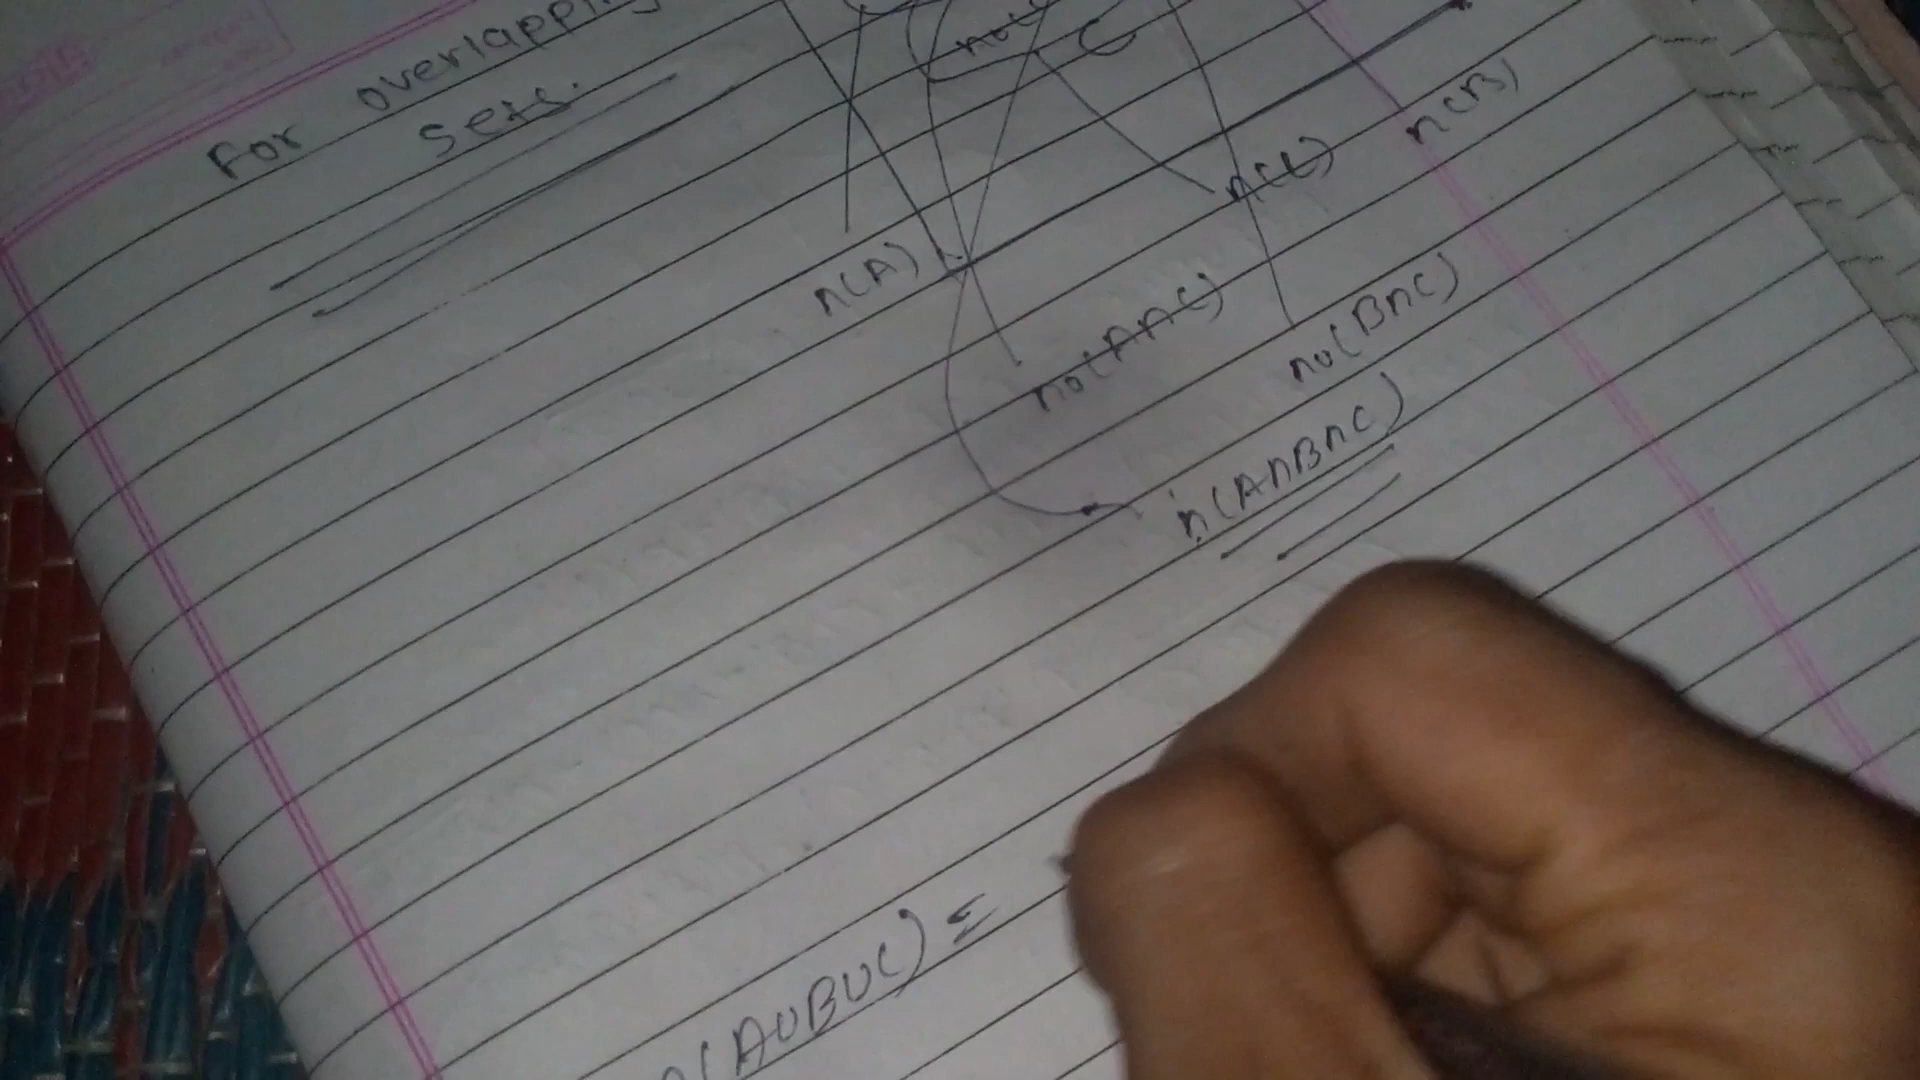 For overlapping
sets.
n(A)
n(C)
n(B)
no(A∩C)
no(B∩C)
n(A∩B∩C)
n(A∪B∪C) =